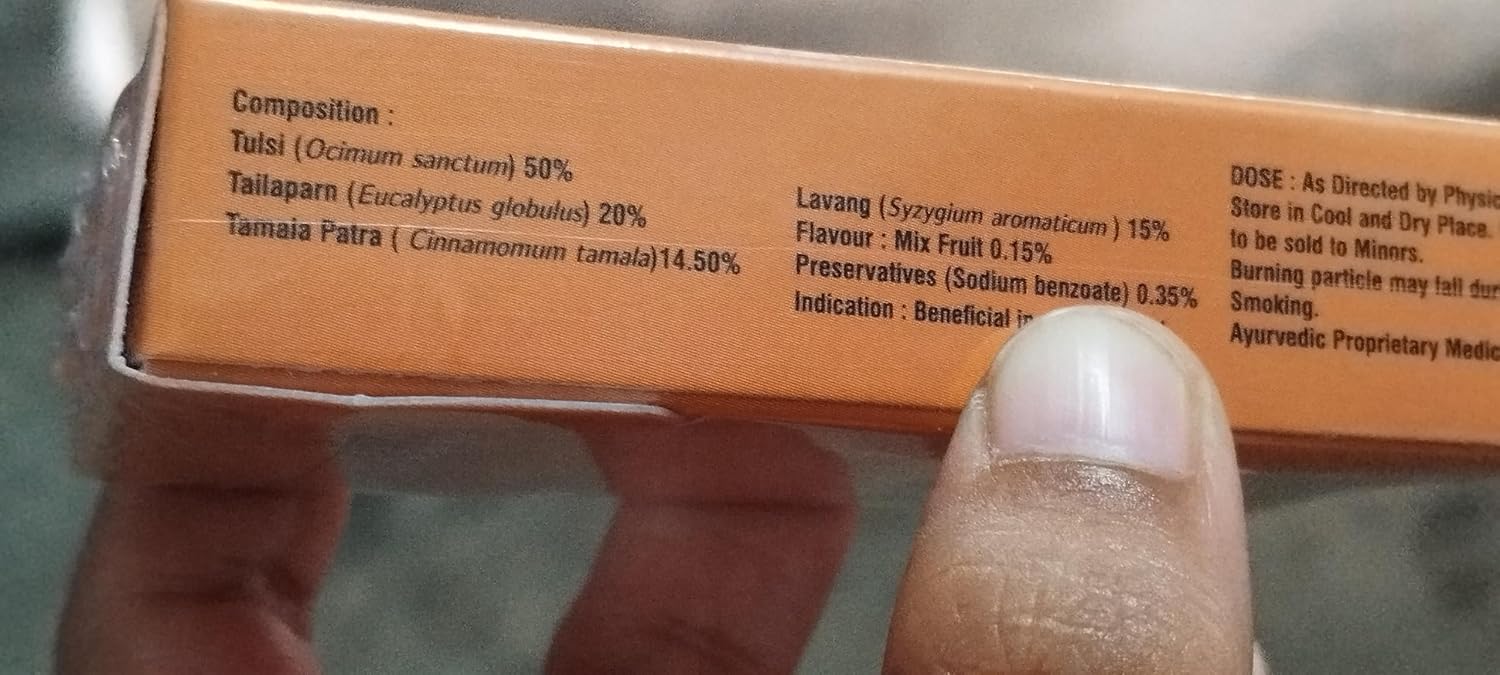 Composition :
Tulsi (Ocimum sanctum) 50%
Tailaparn (Eucalyptus globulus) 20%
Tamala Patra ( Cinnamomum tamala)14.50%
Lavang (Syzygium aromaticum ) 15%
Flavour : Mix Fruit 0.15%
Preservatives (Sodium benzoate) 0.35%
Indication : Beneficial in
DOSE : As Directed by
Store in Cool and Dry Place.
to be sold to Minors.
Burning particle may fall
Smoking.
Ayurvedic Proprietary